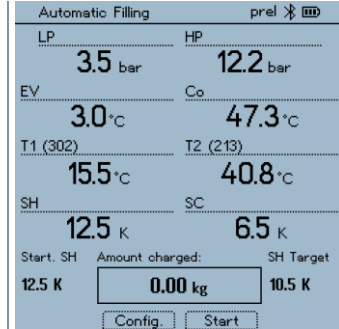 Automatic Filling prel
LP HP
3.5 bar 12.2 bar
EV Co
3.0°C 47.3°C
T1 (302) T2 (213)
15.5°C 40.8°C
SH SC
12.5 K 6.5 K
Start. SH Amount charged: SH Target
12.5 K 0.00 kg 10.5 K
Config. Start